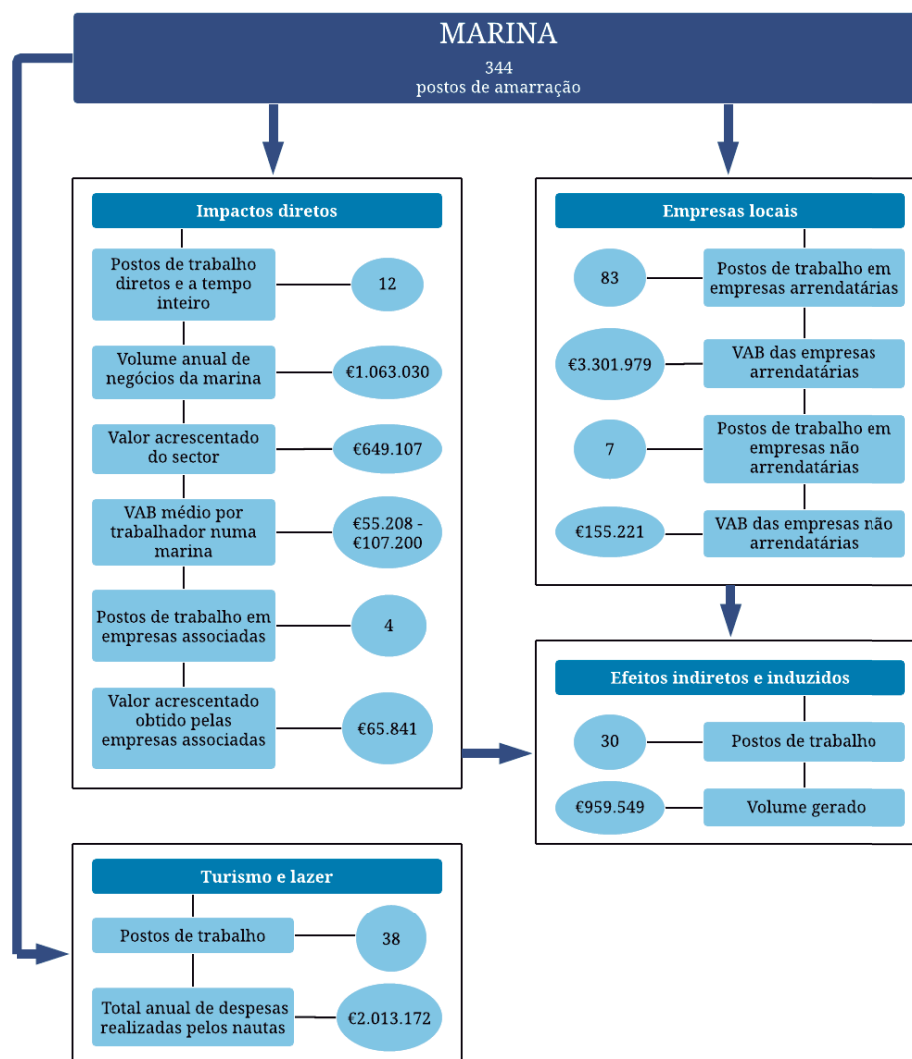 MARINA
344
postos de amarração
Impactos diretos
Postos de trabalho
diretos e a tempo
inteiro
12
Volume anual de
negócios da marina
€1.063.030
Valor acrescentado
do sector
€649.107
VAB médio por
trabalhador numa
marina
€55.208 -
€107.200
Postos de trabalho em
empresas associadas
4
Valor acrescentado
obtido pelas
empresas associadas
€65.841
Empresas locais
83
Postos de trabalho em
empresas arrendatárias
€3.301.979
VAB das empresas
arrendatárias
7
Postos de trabalho em
empresas não
arrendatárias
€155.221
VAB das empresas não
arrendatárias
Efeitos indiretos e induzidos
30
Postos de trabalho
€959.549
Volume gerado
Turismo e lazer
Postos de trabalho
38
Total anual de despesas
realizadas pelos nautas
€2.013.172